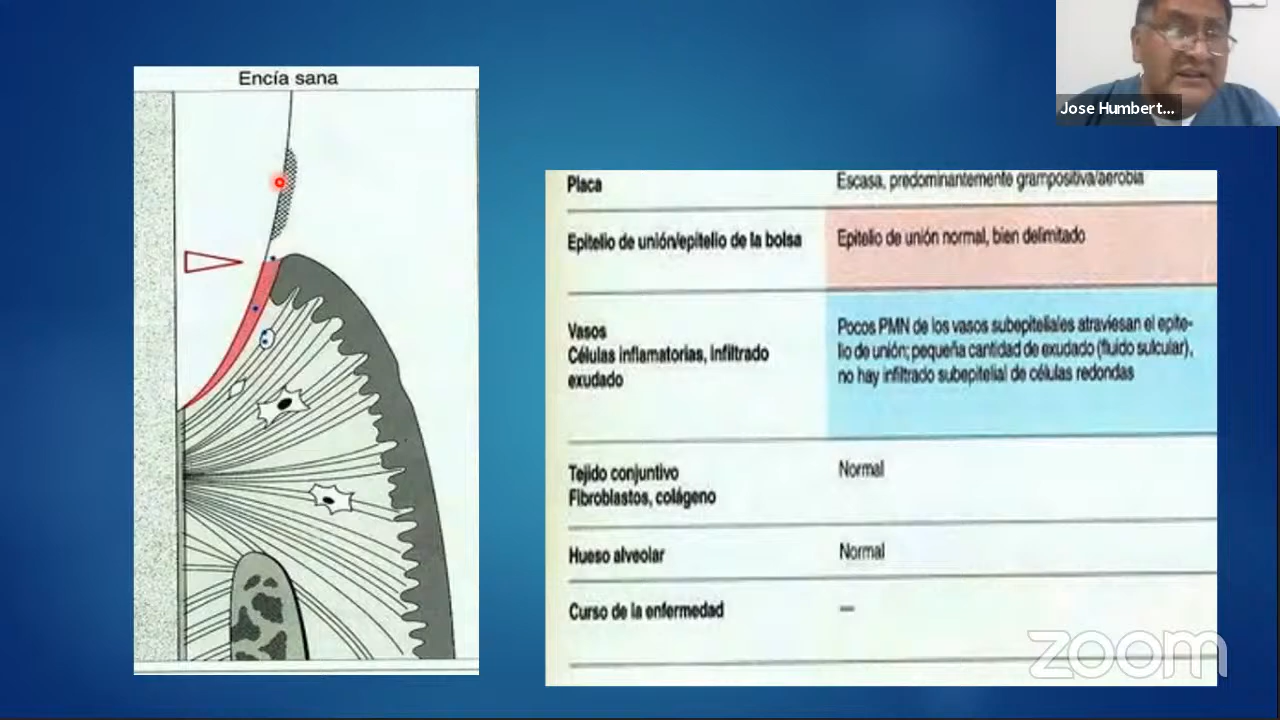 Encía sana
Jose Humbert...
Placa
Escasa, predominantemente grampositiva/aerobia
Epitelio de unión/epitelio de la bolsa
Epitelio de unión normal, bien delimitado
Vasos
Células inflamatorias, infiltrado
exudado
Pocos PMN de los vasos subepiteliales atraviesan el epite-
lio de unión; pequeña cantidad de exudado (fluido sulcular),
no hay infiltrado subepitelial de células redondas
Tejido conjuntivo
Fibroblastos, colágeno
Normal
Hueso alveolar
Normal
Curso de la enfermedad
—
zoom